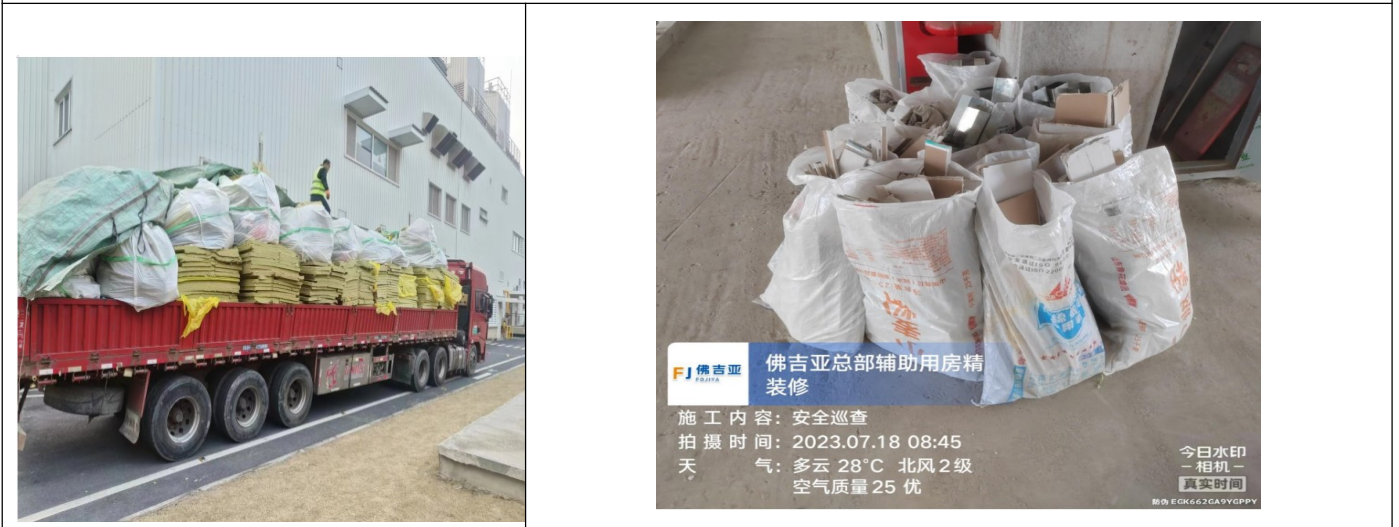 FJ 佛吉亚
FOJIYA
佛吉亚总部辅助用房精
装修
施工内容：安全巡查
拍摄时间：2023.07.18 08:45
天气：多云 28°C 北风2级
空气质量25 优
今日水印
-相机-
真实时间
防伪 EGK662GA9YGPPY